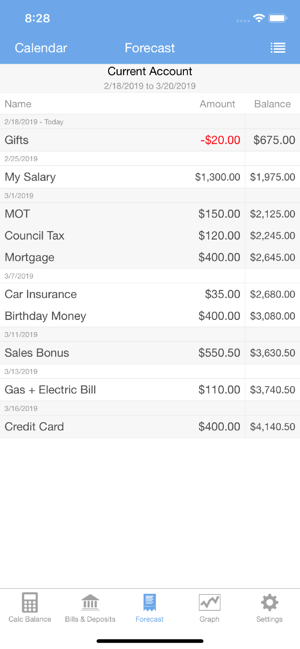 8:28
Calendar Forecast
Current Account
2/18/2019 to 3/20/2019
Name Amount Balance
2/18/2019 - Today
Gifts -$20.00 $675.00
2/25/2019
My Salary $1,300.00 $1,975.00
3/1/2019
MOT $150.00 $2,125.00
Council Tax $120.00 $2,245.00
Mortgage $400.00 $2,645.00
3/7/2019
Car Insurance $35.00 $2,680.00
Birthday Money $400.00 $3,080.00
3/11/2019
Sales Bonus $550.50 $3,630.50
3/13/2019
Gas + Electric Bill $110.00 $3,740.50
3/16/2019
Credit Card $400.00 $4,140.50
Calc Balance Bills & Deposits Forecast Graph Settings